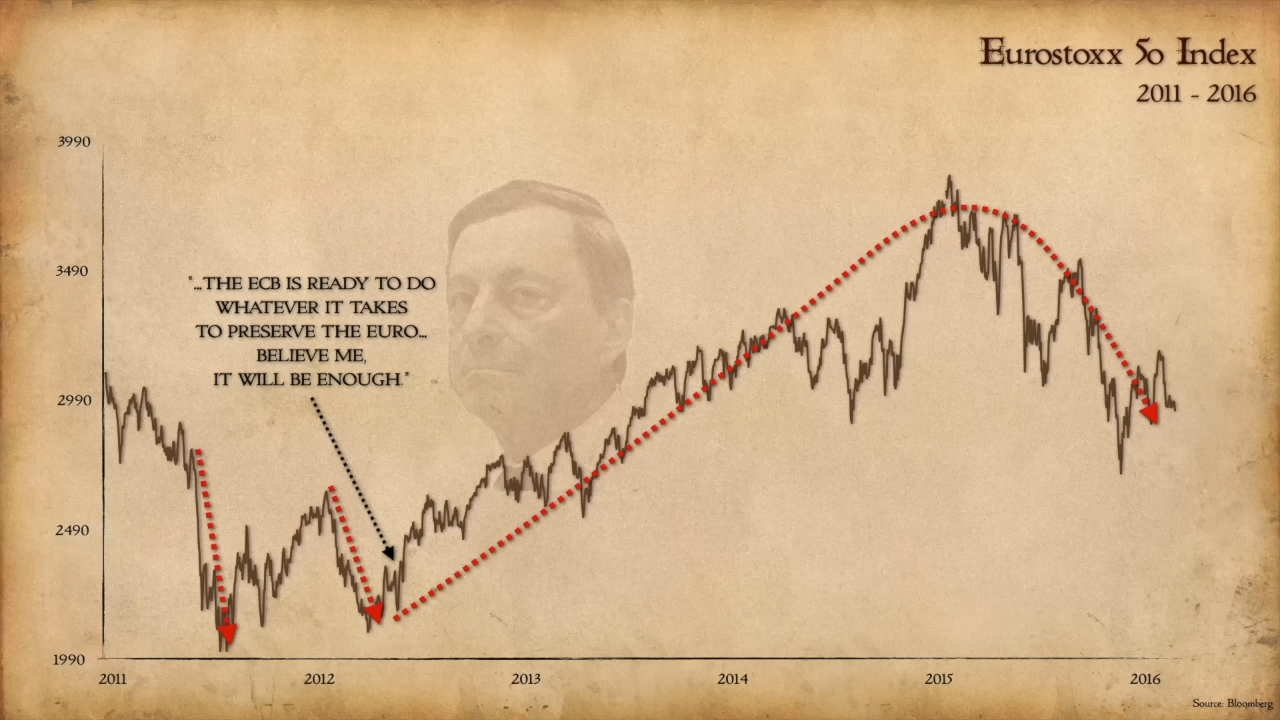 Eurostoxx 50 Index
2011 - 2016
3990
3490
2990
2490
1990
"...THE ECB IS READY TO DO
WHATEVER IT TAKES
TO PRESERVE THE EURO...
BELIEVE ME,
IT WILL BE ENOUGH."
2011 2012 2013 2014 2015 2016
Source: Bloomberg